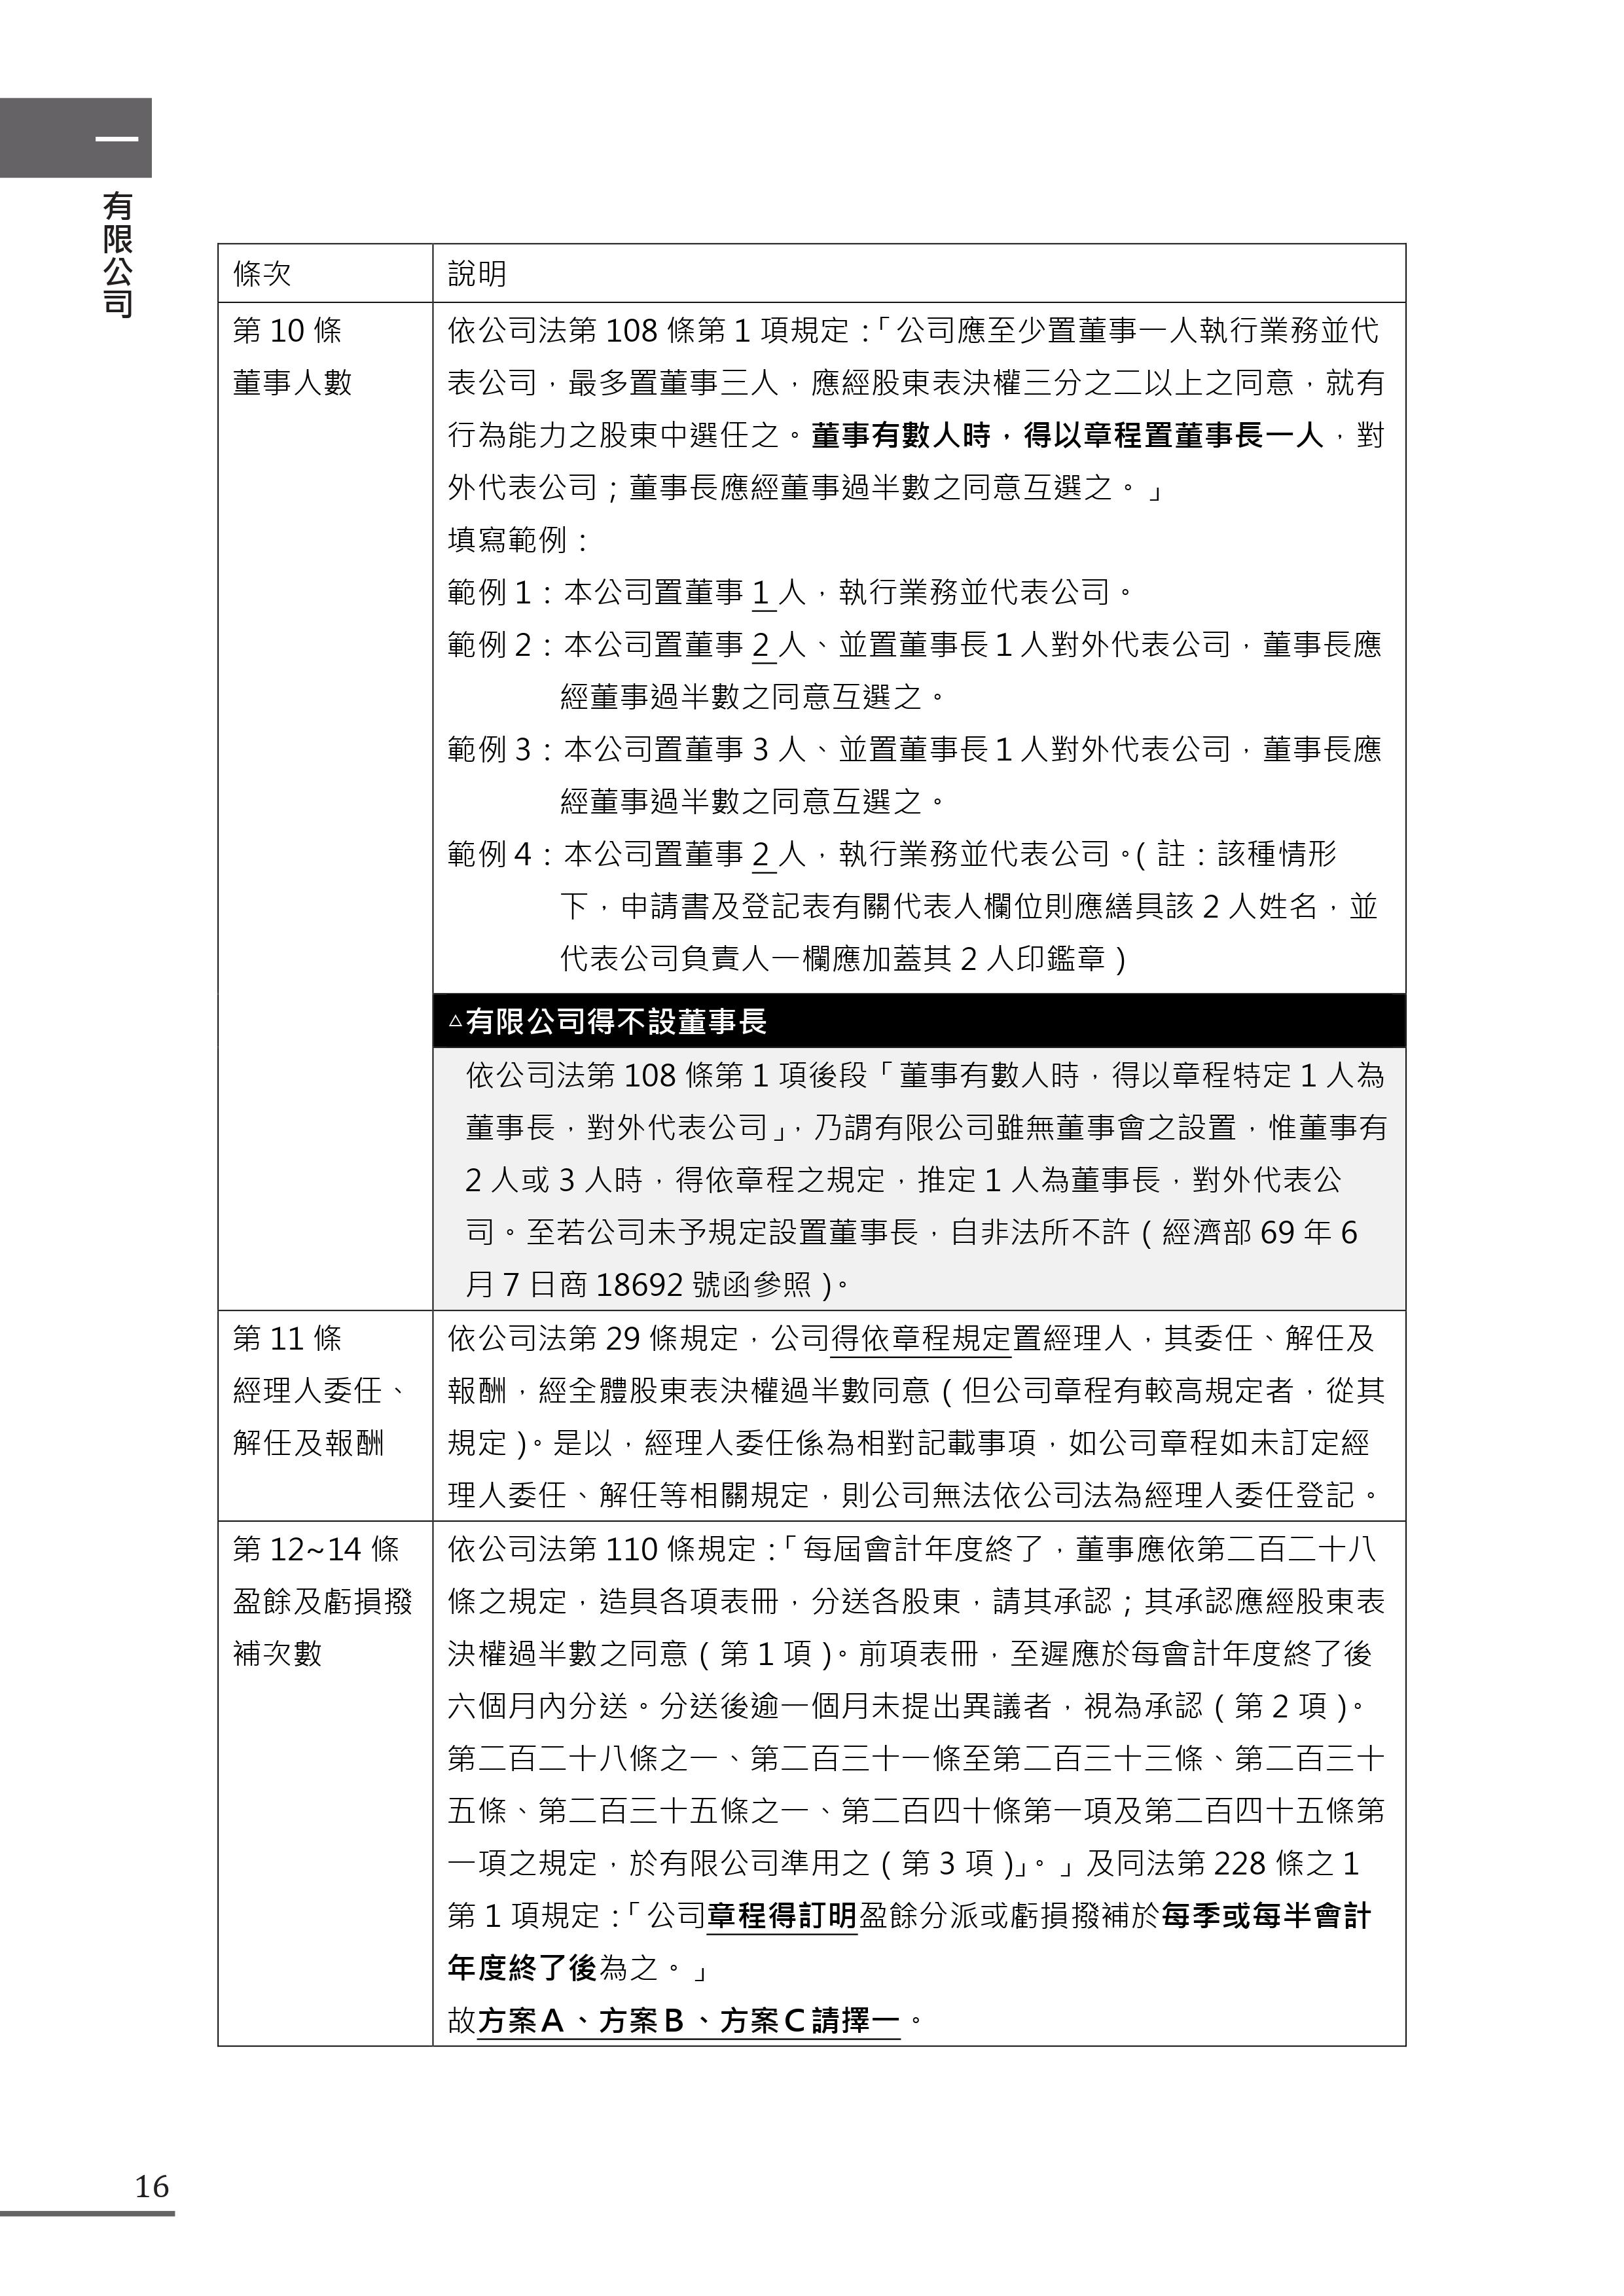 一
有限公司
條次
說明
第 10 條
董事人數
依公司法第 108 條第 1 項規定：「公司應至少置董事一人執行業務並代
表公司，最多置董事三人，應經股東表決權三分之二以上之同意，就有
行為能力之股東中選任之。董事有數人時，得以章程置董事長一人，對
外代表公司；董事長應經董事過半數之同意互選之。」
填寫範例：
範例 1：本公司置董事 1 人，執行業務並代表公司。
範例 2：本公司置董事 2 人、並置董事長 1 人對外代表公司，董事長應
經董事過半數之同意互選之。
範例 3：本公司置董事 3 人、並置董事長 1 人對外代表公司，董事長應
經董事過半數之同意互選之。
範例 4：本公司置董事 2 人，執行業務並代表公司。（註：該種情形
下，申請書及登記表有關代表人欄位則應繕具該 2 人姓名，並
代表公司負責人一欄應加蓋其 2 人印鑑章）
△有限公司得不設董事長
依公司法第 108 條第 1 項後段「董事有數人時，得以章程特定 1 人為
董事長，對外代表公司」，乃謂有限公司雖無董事會之設置，惟董事有
2 人或 3 人時，得依章程之規定，推定 1 人為董事長，對外代表公
司。至若公司未予規定設置董事長，自非法所不許（經濟部 69 年 6
月 7 日商 18692 號函參照）。
第 11 條
經理人委任、
解任及報酬
依公司法第 29 條規定，公司得依章程規定置經理人，其委任、解任及
報酬，經全體股東表決權過半數同意（但公司章程有較高規定者，從其
規定）。是以，經理人委任係為相對記載事項，如公司章程如未訂定經
理人委任、解任等相關規定，則公司無法依公司法為經理人委任登記。
第 12~14 條
盈餘及虧損撥
補次數
依公司法第 110 條規定：「每屆會計年度終了，董事應依第二百二十八
條之規定，造具各項表冊，分送各股東，請其承認；其承認應經股東表
決權過半數之同意（第 1 項）。前項表冊，至遲應於每會計年度終了後
六個月內分送。分送後逾一個月未提出異議者，視為承認（第 2 項）。
第二百二十八條之一、第二百三十一條至第二百三十三條、第二百三十
五條、第二百三十五條之一、第二百四十條第一項及第二百四十五條第
一項之規定，於有限公司準用之（第 3 項）」。」及同法第 228 條之 1
第 1 項規定：「公司章程得訂明盈餘分派或虧損撥補於每季或每半會計
年度終了後為之。」
故方案Ａ、方案Ｂ、方案Ｃ請擇一。
16